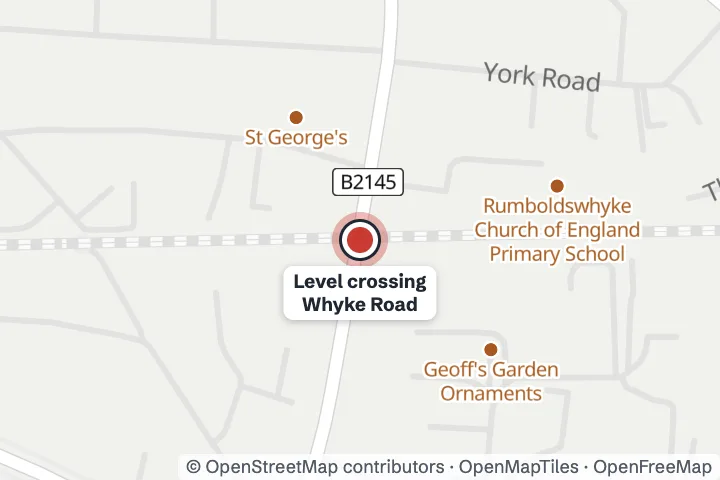 York Road
St George's
B2145
Rumboldswhyke
Church of England
Primary School
Level crossing
Whyke Road
Geoff's Garden
Ornaments
© OpenStreetMap contributors · OpenMapTiles · OpenFreeMap